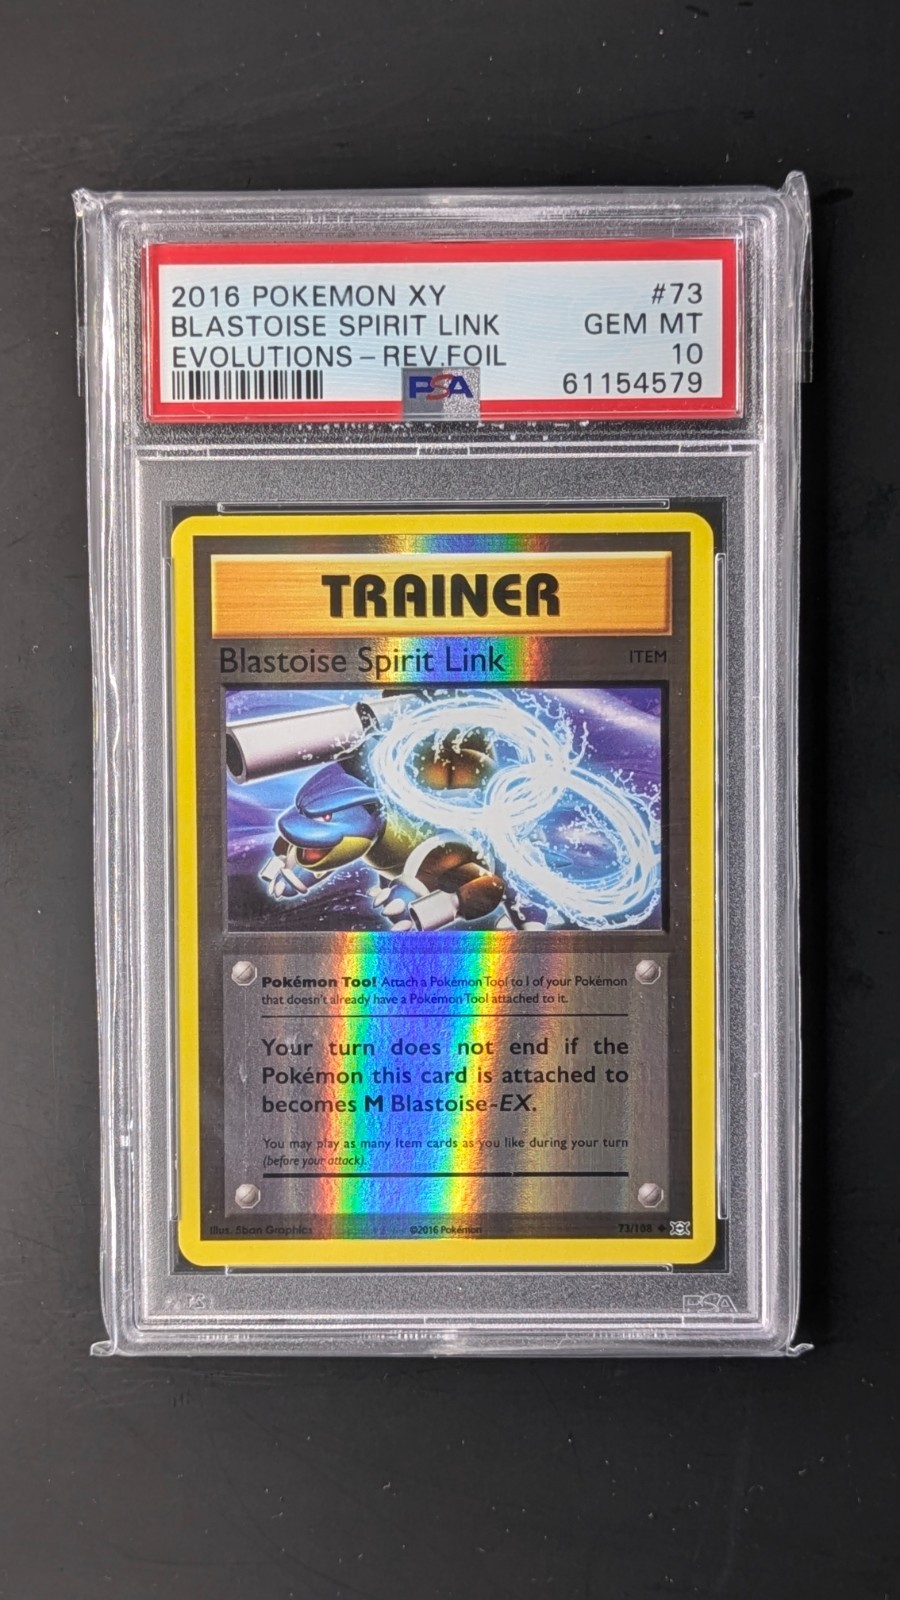 2016 POKEMON XY #73
BLASTOISE SPIRIT LINK GEM MT
EVOLUTIONS – REV.FOIL 10
PSA 61154579
TRAINER
Blastoise Spirit Link ITEM
Pokémon Tool Attach a Pokémon Tool to 1 of your Pokémon
that doesn't already have a Pokémon Tool attached to it.
Your turn does not end if the
Pokémon this card is attached to
becomes M Blastoise-EX.
You may play as many Item cards as you like during your turn
(before your attack).
Illus. 5ban Graphics ©2016 Pokémon 73/108
PSA